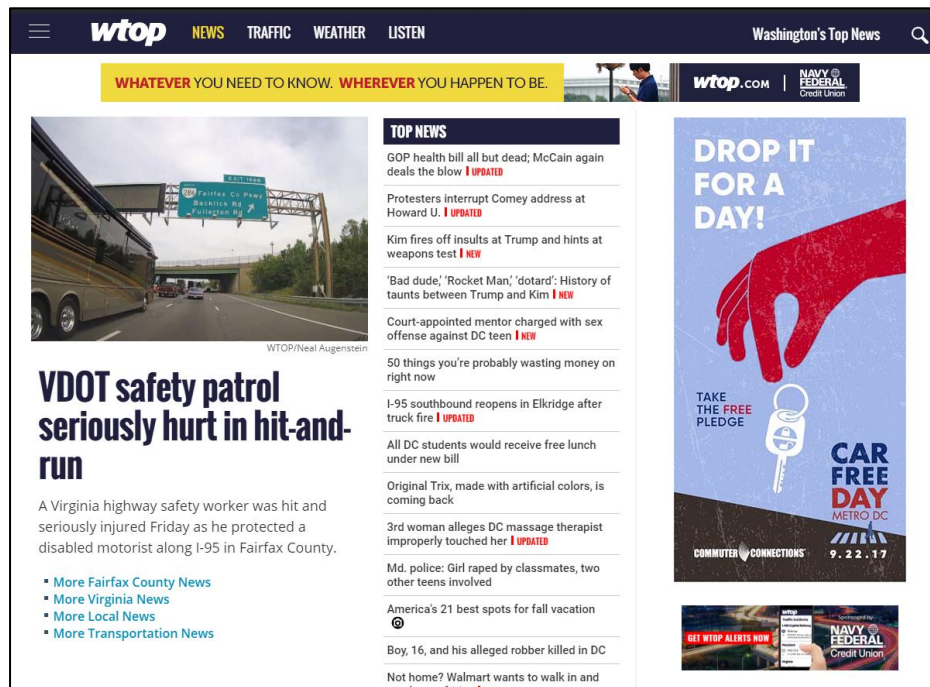 wtop NEWS TRAFFIC WEATHER LISTEN Washington's Top News
WHATEVER YOU NEED TO KNOW. WHEREVER YOU HAPPEN TO BE. wtop.COM | NAVY FEDERAL Credit Union
286 Fairfax Co Pkwy
Backlick Rd
Fullerton Rd
WTOP/Neal Augenstein
VDOT safety patrol
seriously hurt in hit-and-
run
A Virginia highway safety worker was hit and
seriously injured Friday as he protected a
disabled motorist along I-95 in Fairfax County.
▪ More Fairfax County News
▪ More Virginia News
▪ More Local News
▪ More Transportation News
TOP NEWS
GOP health bill all but dead; McCain again
deals the blow | UPDATED
Protesters interrupt Comey address at
Howard U. | UPDATED
Kim fires off insults at Trump and hints at
weapons test | NEW
'Bad dude,' 'Rocket Man,' 'dotard': History of
taunts between Trump and Kim | NEW
Court-appointed mentor charged with sex
offense against DC teen | NEW
50 things you're probably wasting money on
right now
I-95 southbound reopens in Elkridge after
truck fire | UPDATED
All DC students would receive free lunch
under new bill
Original Trix, made with artificial colors, is
coming back
3rd woman alleges DC massage therapist
improperly touched her | UPDATED
Md. police: Girl raped by classmates, two
other teens involved
America's 21 best spots for fall vacation
Boy, 16, and his alleged robber killed in DC
Not home? Walmart wants to walk in and
DROP IT
FOR A
DAY!
TAKE
THE FREE
PLEDGE
CAR
FREE
DAY
METRO DC
COMMUTER CONNECTIONS
9.22.17
GET WTOP ALERTS NOW
wtop
Sponsored by
NAVY
FEDERAL
Credit Union